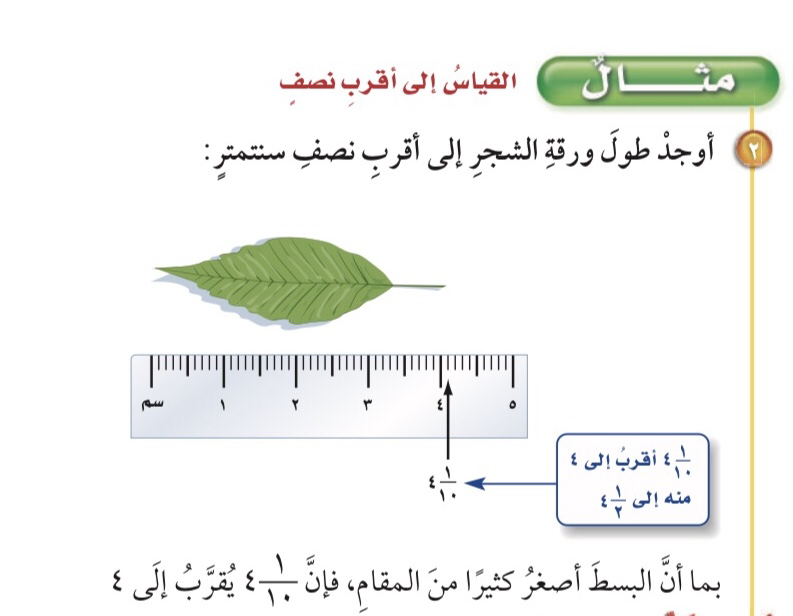 مثــــالٌ القياسُ إلى أقربِ نصفٍ
٢ أوجدْ طولَ ورقةِ الشجرِ إلى أقربِ نصفِ سنتمترٍ:
سم ١ ٢ ٣ ٤ ٥
٤ ١/١٠
٤ ١/١٠ أقربُ إلى ٤
منه إلى ٤ ١/٢
بما أنَّ البسطَ أصغرُ كثيرًا منَ المقامِ، فإنَّ ٤ ١/١٠ يُقرَّبُ إلَى ٤